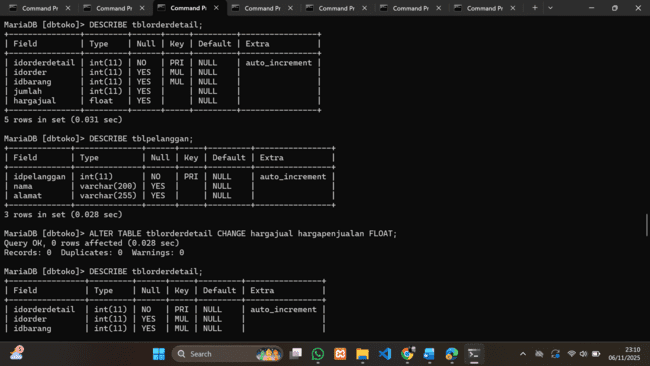 Command Pr
Command Pr
Command Pr
Command Pr
Command Pr
Command Pr
Command Pr
MariaDB [dbtoko]> DESCRIBE tblorderdetail;
+---------------+---------+------+-----+---------+----------------+
| Field         | Type    | Null | Key | Default | Extra          |
+---------------+---------+------+-----+---------+----------------+
| idorderdetail | int(11) | NO   | PRI | NULL    | auto_increment |
| idorder       | int(11) | YES  | MUL | NULL    |                |
| idbarang      | int(11) | YES  | MUL | NULL    |                |
| jumlah        | int(11) | YES  |     | NULL    |                |
| hargajual     | float   | YES  |     | NULL    |                |
+---------------+---------+------+-----+---------+----------------+
5 rows in set (0.031 sec)
MariaDB [dbtoko]> DESCRIBE tblpelanggan;
+-------------+--------------+------+-----+---------+----------------+
| Field       | Type         | Null | Key | Default | Extra          |
+-------------+--------------+------+-----+---------+----------------+
| idpelanggan | int(11)      | NO   | PRI | NULL    | auto_increment |
| nama        | varchar(200) | YES  |     | NULL    |                |
| alamat      | varchar(255) | YES  |     | NULL    |                |
+-------------+--------------+------+-----+---------+----------------+
3 rows in set (0.028 sec)
MariaDB [dbtoko]> ALTER TABLE tblorderdetail CHANGE hargajual hargapenjualan FLOAT;
Query OK, 0 rows affected (0.028 sec)
Records: 0  Duplicates: 0  Warnings: 0
MariaDB [dbtoko]> DESCRIBE tblorderdetail;
+----------------+---------+------+-----+---------+----------------+
| Field          | Type    | Null | Key | Default | Extra          |
+----------------+---------+------+-----+---------+----------------+
| idorderdetail  | int(11) | NO   | PRI | NULL    | auto_increment |
| idorder        | int(11) | YES  | MUL | NULL    |                |
| idbarang       | int(11) | YES  | MUL | NULL    |                |
Search
23:10
06/11/2025